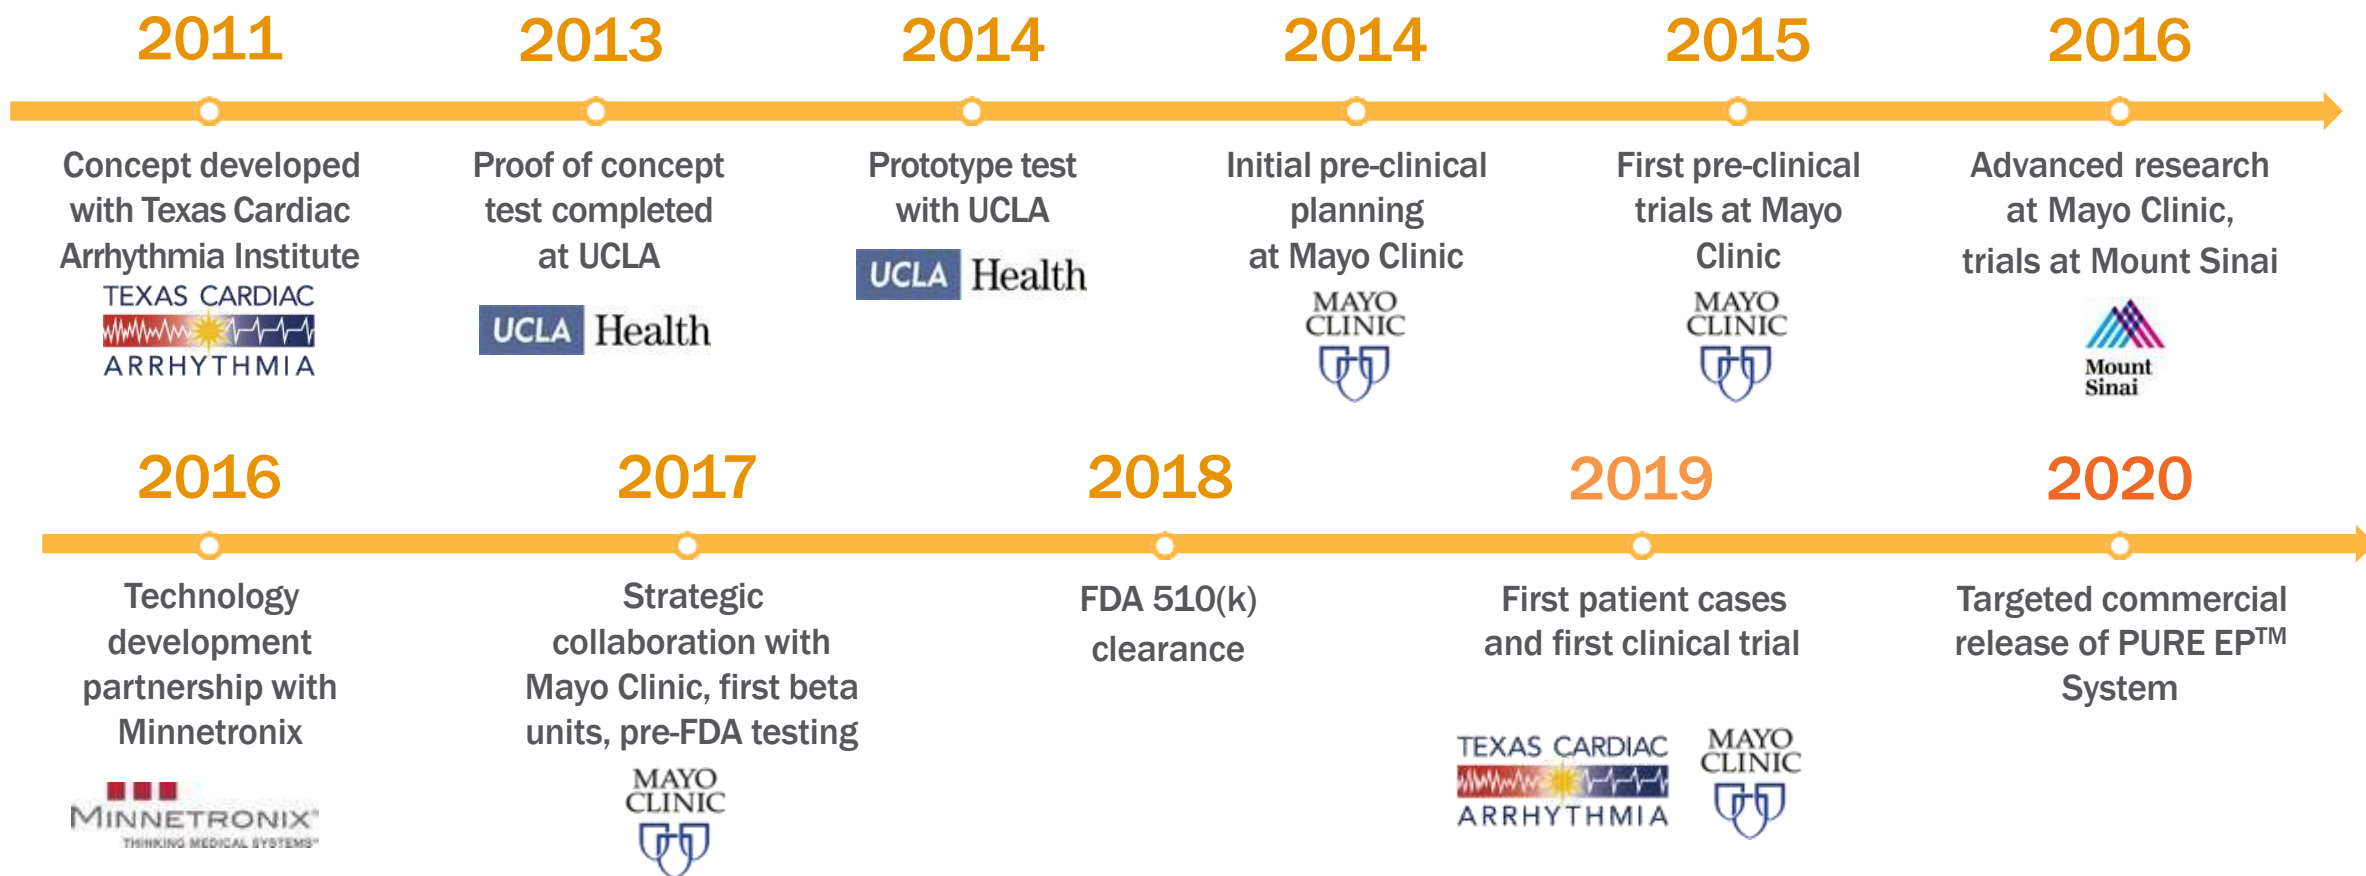 2011
2013
2014
2014
2015
2016
Concept developed
with Texas Cardiac
Arrhythmia Institute
TEXAS CARDIAC
ARRHYTHMIA
Proof of concept
test completed
at UCLA
UCLA Health
Prototype test
with UCLA
UCLA Health
Initial pre-clinical
planning
at Mayo Clinic
MAYO
CLINIC
First pre-clinical
trials at Mayo
Clinic
MAYO
CLINIC
Advanced research
at Mayo Clinic,
trials at Mount Sinai
Mount
Sinai
2016
2017
2018
2019
2020
Technology
development
partnership with
Minnetronix
MINNETRONIX™
THINKING MEDICAL SYSTEMS™
Strategic
collaboration with
Mayo Clinic, first beta
units, pre-FDA testing
MAYO
CLINIC
FDA 510(k)
clearance
First patient cases
and first clinical trial
TEXAS CARDIAC
ARRHYTHMIA
MAYO
CLINIC
Targeted commercial
release of PURE EP™
System